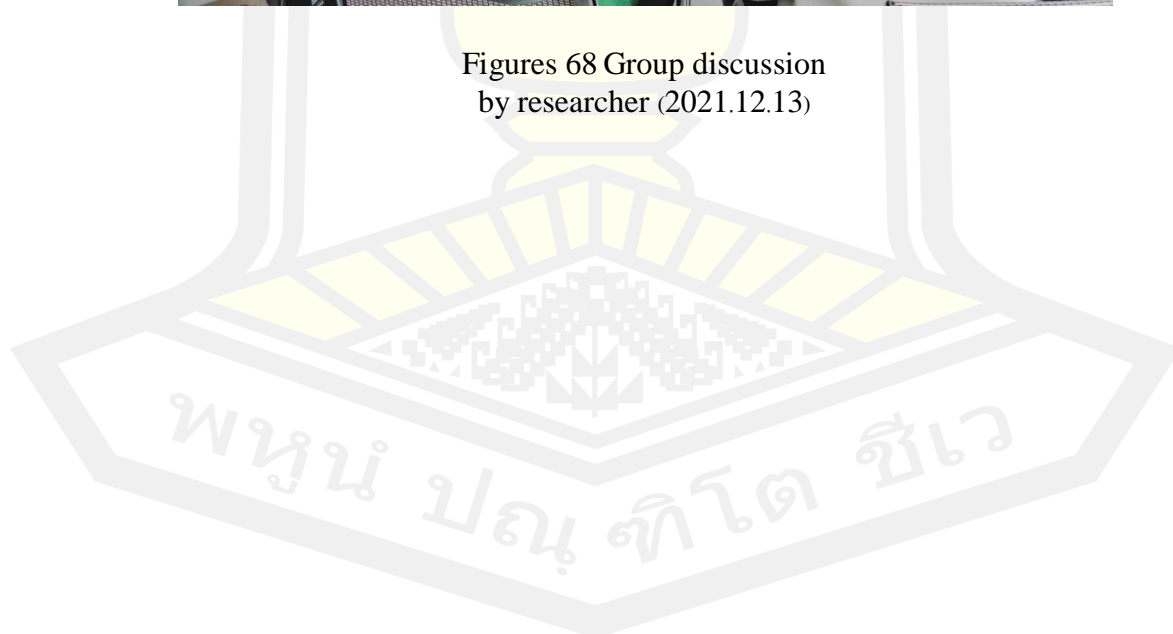 Figures 68 Group discussion
by researcher (2021.12.13)
พหูนํ ปณฺ ฑิโต ชีเว